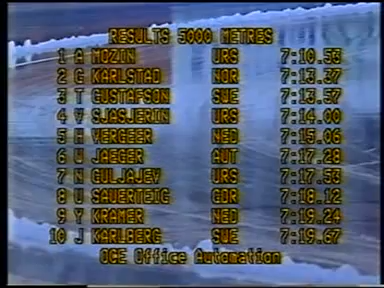 RESULTS 5000 METRES
1 A MOZIN URS 7:10.53
2 G KARLSTAD NOR 7:13.37
3 T GUSTAFSON SWE 7:13.57
4 V SJASJERIN URS 7:14.00
5 H VERGEER NED 7:15.06
6 W JAEGER AUT 7:17.28
7 N GULJAJEV URS 7:17.53
8 U SAUERTEIG GDR 7:18.12
9 Y KRAMER NED 7:19.24
10 J KARLBERG SWE 7:19.67
OCE Office Automation